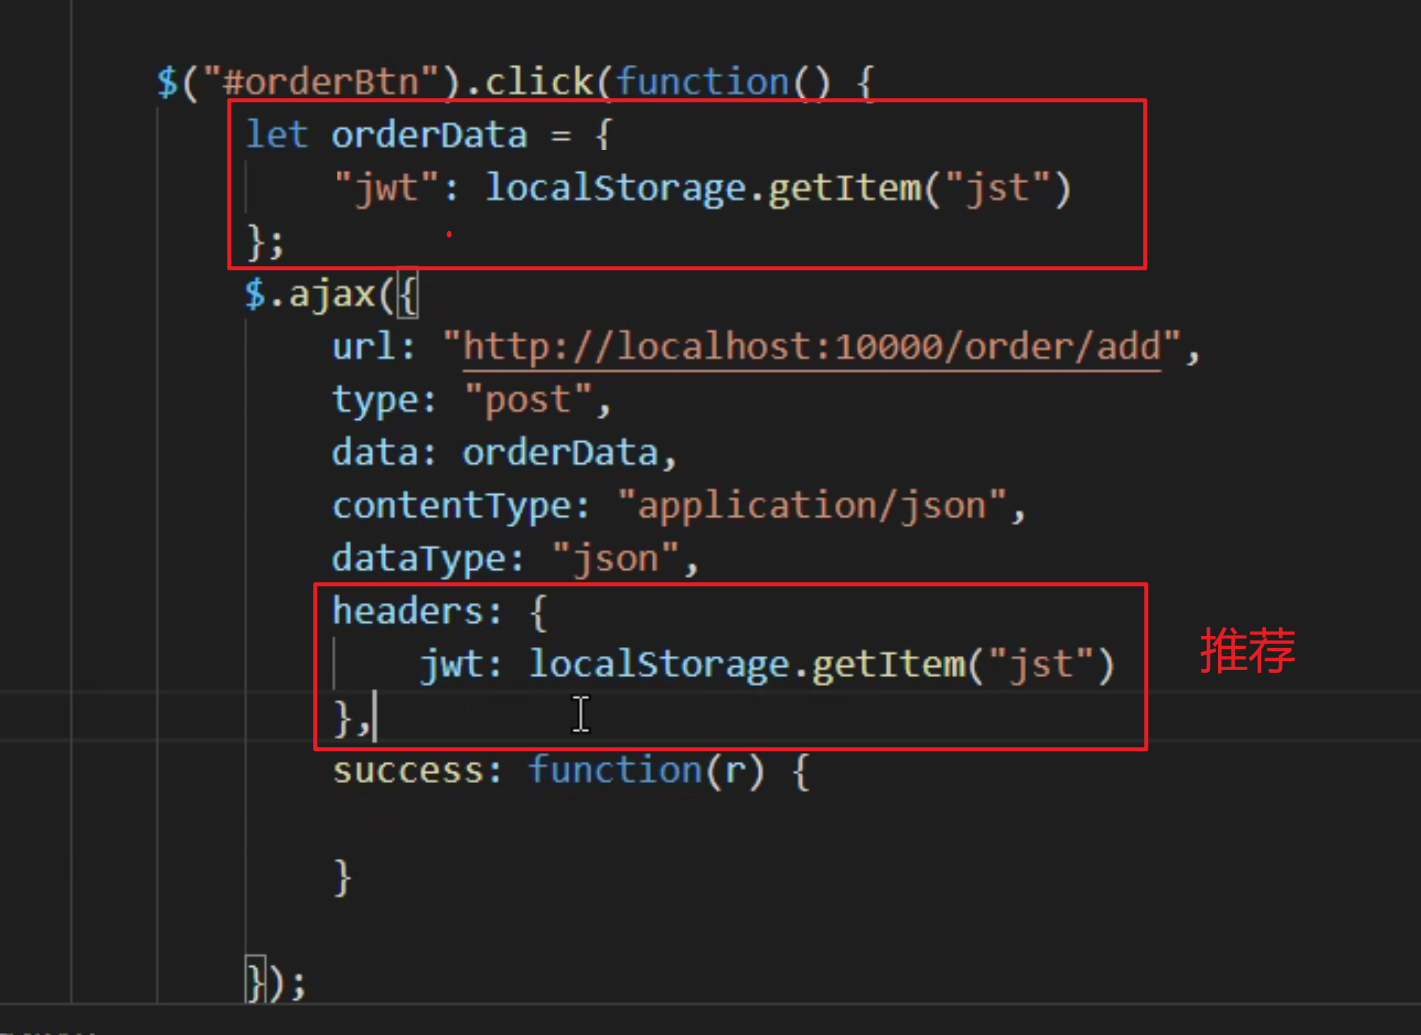 $("#orderBtn").click(function() {
let orderData = {
"jwt": localStorage.getItem("jst")
};
$.ajax({
url: "http://localhost:10000/order/add",
type: "post",
data: orderData,
contentType: "application/json",
dataType: "json",
headers: {
jwt: localStorage.getItem("jst")
},
推荐
success: function(r) {
}
});